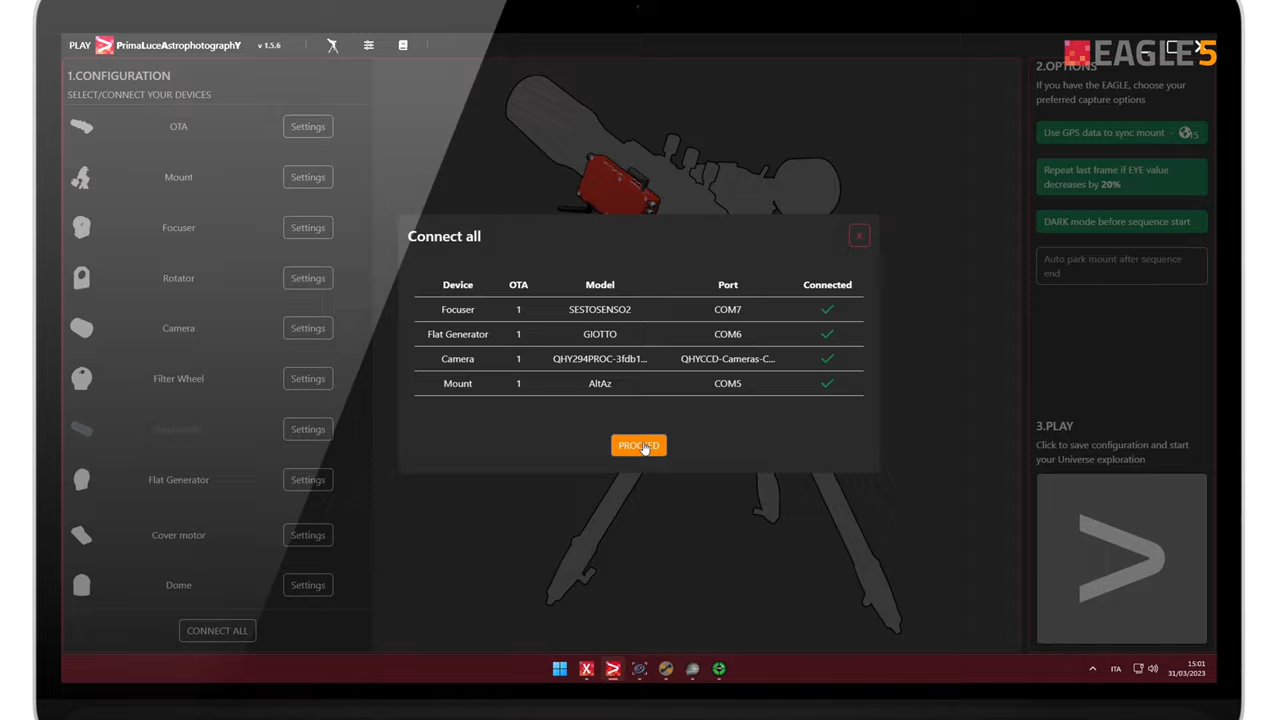 PLAY PrimaLuceAstrophotographY v 1.5.6
EAGLE5
1.CONFIGURATION
SELECT/CONNECT YOUR DEVICES
OTA Settings
Mount Settings
Focuser Settings
Rotator Settings
Camera Settings
Filter Wheel Settings
Settings
Flat Generator Settings
Cover motor Settings
Dome Settings
CONNECT ALL
Connect all X
Device OTA Model Port Connected
Focuser 1 SESTOSENSO2 COM7
Flat Generator 1 GIOTTO COM6
Camera 1 QHY294PROC-3fdb1... QHYCCD-Cameras-C...
Mount 1 AltAz COM5
PROCEED
2.OPTIONS
If you have the EAGLE, choose your
preferred capture options
Use GPS data to sync mount - 15
Repeat last frame if EYE value
decreases by 20%
DARK mode before sequence start
Auto park mount after sequence
end
3.PLAY
Click to save configuration and start
your Universe exploration
ITA
15:01
31/03/2023